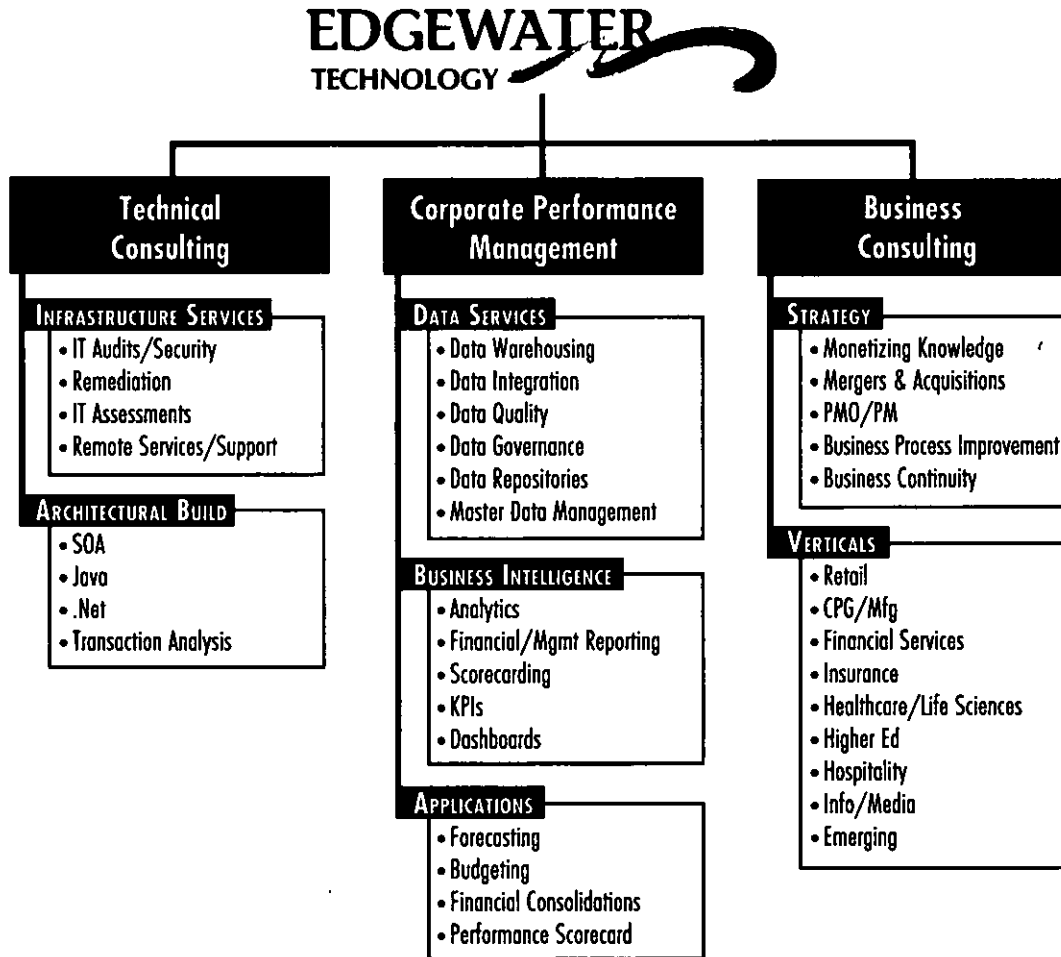 EDGEWATER
TECHNOLOGY
Technical
Consulting
INFRASTRUCTURE SERVICES
• IT Audits/Security
• Remediation
• IT Assessments
• Remote Services/Support
ARCHITECTURAL BUILD
• SOA
• Java
• .Net
• Transaction Analysis
Corporate Performance
Management
DATA SERVICES
• Data Warehousing
• Data Integration
• Data Quality
• Data Governance
• Data Repositories
• Master Data Management
BUSINESS INTELLIGENCE
• Analytics
• Financial/Mgmt Reporting
• Scorecarding
• KPIs
• Dashboards
APPLICATIONS
• Forecasting
• Budgeting
• Financial Consolidations
• Performance Scorecard
Business
Consulting
STRATEGY
• Monetizing Knowledge
• Mergers & Acquisitions
• PMO/PM
• Business Process Improvement
• Business Continuity
VERTICALS
• Retail
• CPG/Mfg
• Financial Services
• Insurance
• Healthcare/Life Sciences
• Higher Ed
• Hospitality
• Info/Media
• Emerging